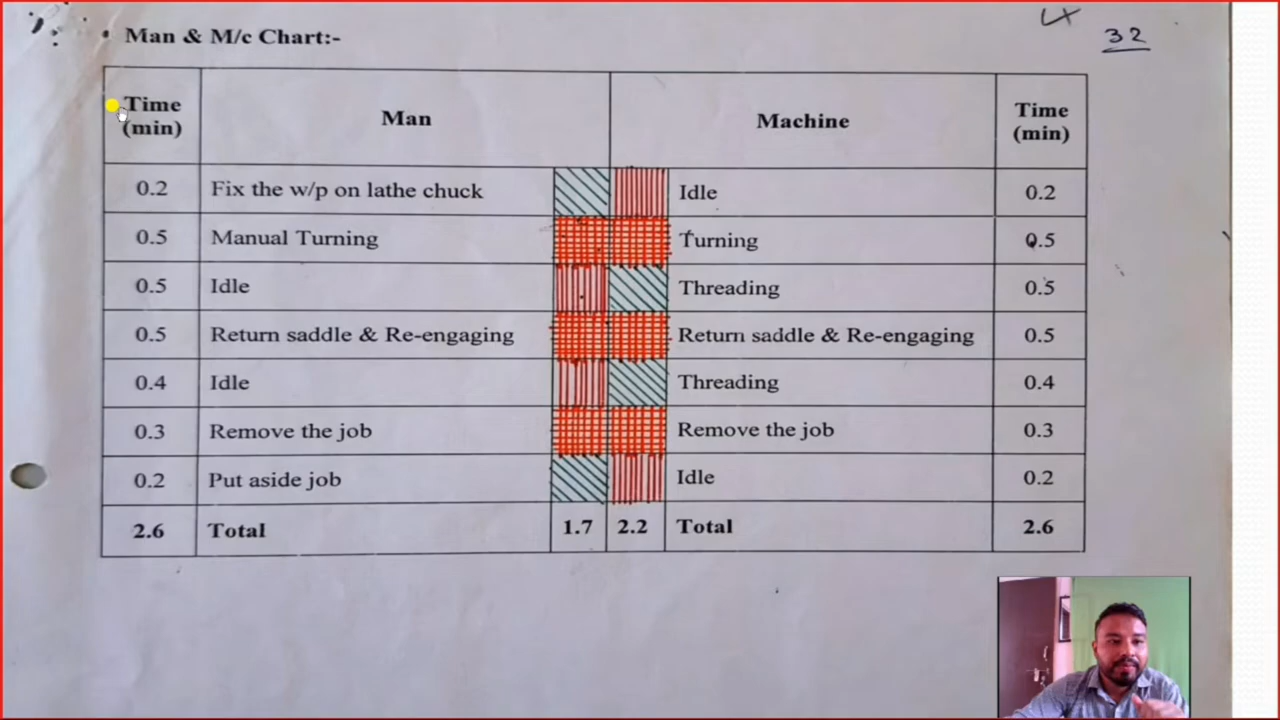 Man & M/c Chart:-
32
Time (min) Man Machine Time (min)
0.2 Fix the w/p on lathe chuck Idle 0.2
0.5 Manual Turning Turning 0.5
0.5 Idle Threading 0.5
0.5 Return saddle & Re-engaging Return saddle & Re-engaging 0.5
0.4 Idle Threading 0.4
0.3 Remove the job Remove the job 0.3
0.2 Put aside job Idle 0.2
2.6 Total 1.7 2.2 Total 2.6